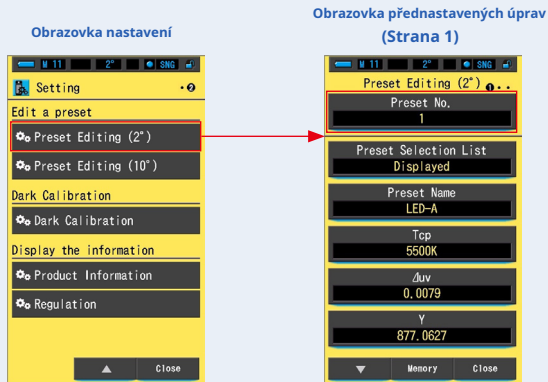 Obrazovka nastavení
M 11 2° SNG
Setting
·❷
Edit a preset
Preset Editing (2°)
Preset Editing (10°)
Dark Calibration
Dark Calibration
Display the information
Product Information
Regulation
▲ Close
Obrazovka přednastavených úprav
(Strana 1)
M 11 2° SNG
Preset Editing (2°) ❶··
Preset No.
1
Preset Selection List
Displayed
Preset Name
LED-A
Tcp
5500K
⊿uv
0.0079
Y
877.0627
▼ Memory Close